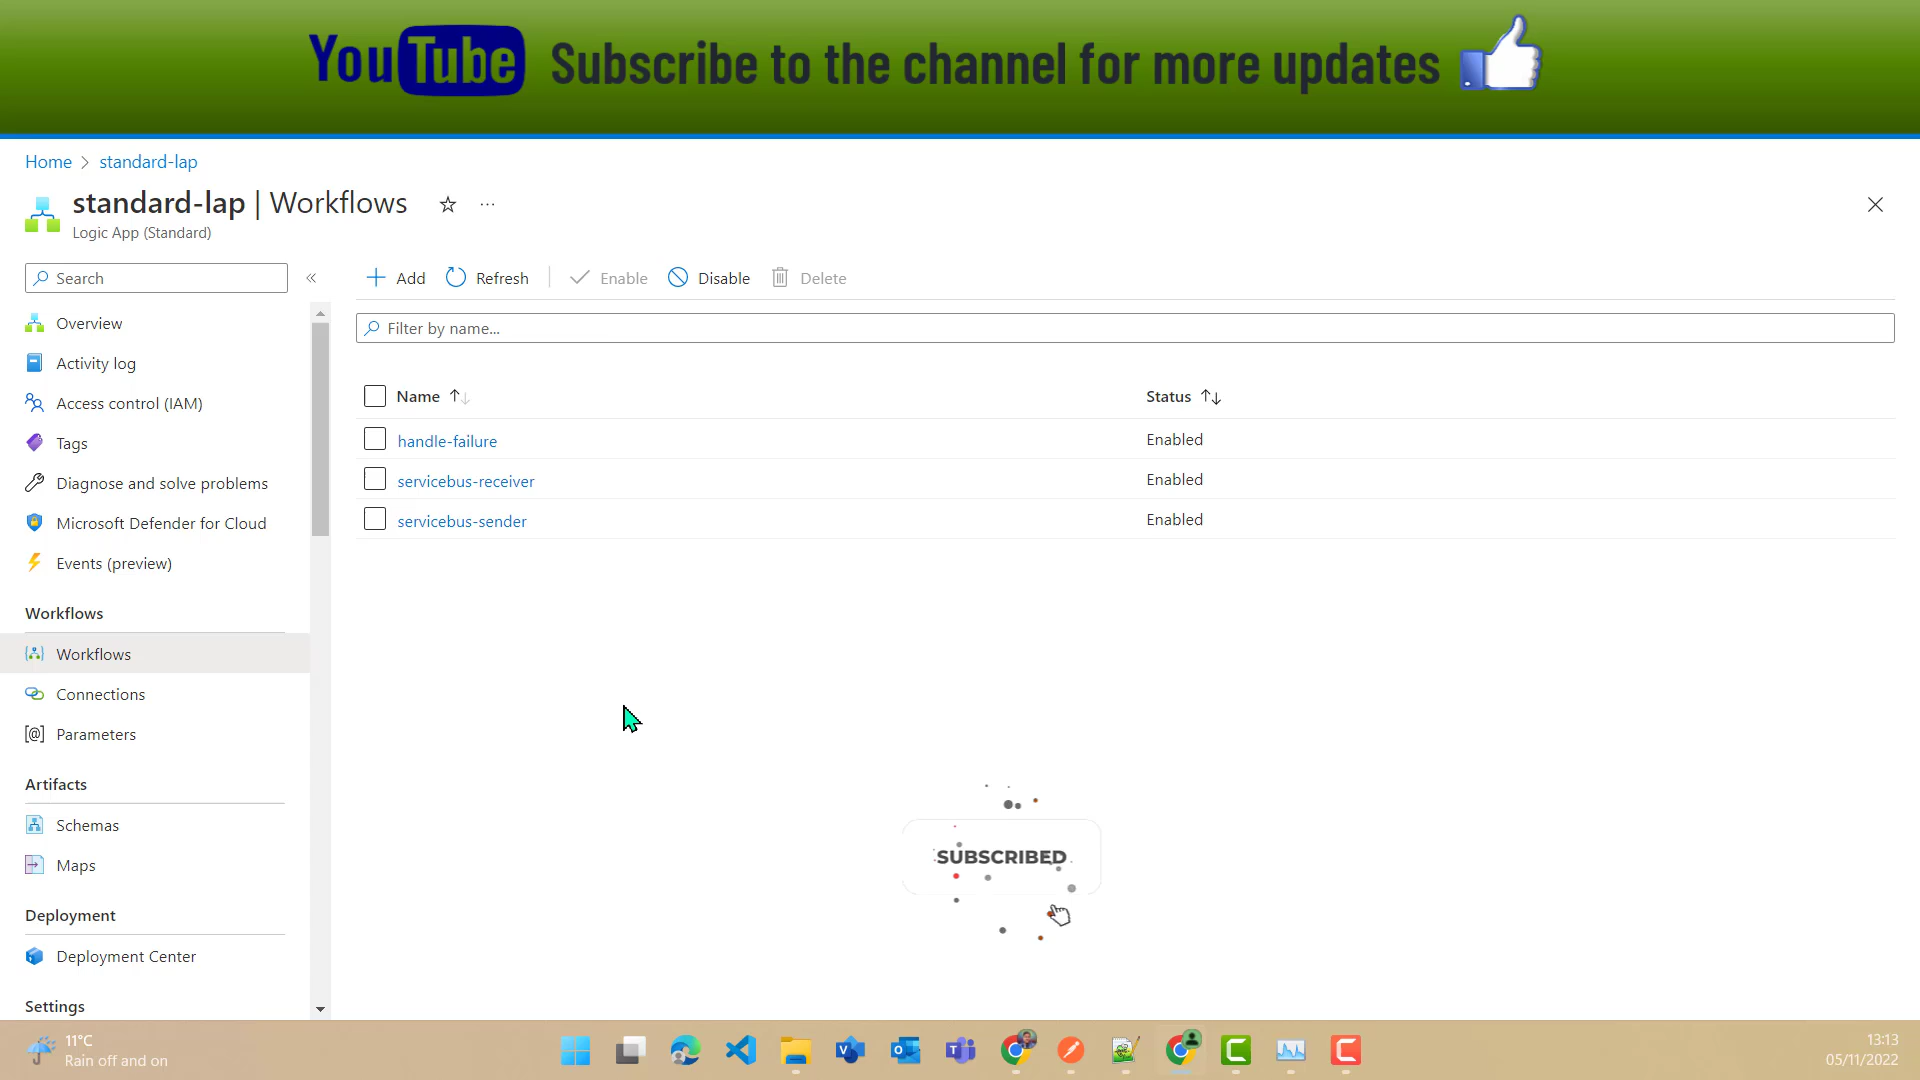 YouTube Subscribe to the channel for more updates
Home > standard-lap
standard-lap | Workflows ...
Logic App (Standard)
Search «
Add Refresh Enable Disable Delete
Filter by name...
Overview
Activity log
Access control (IAM)
Tags
Diagnose and solve problems
Microsoft Defender for Cloud
Events (preview)
Workflows
Workflows
Connections
[@] Parameters
Artifacts
Schemas
Maps
Deployment
Deployment Center
Settings
Name Status
handle-failure Enabled
servicebus-receiver Enabled
servicebus-sender Enabled
SUBSCRIBED
11°C
Rain off and on
13:13
05/11/2022